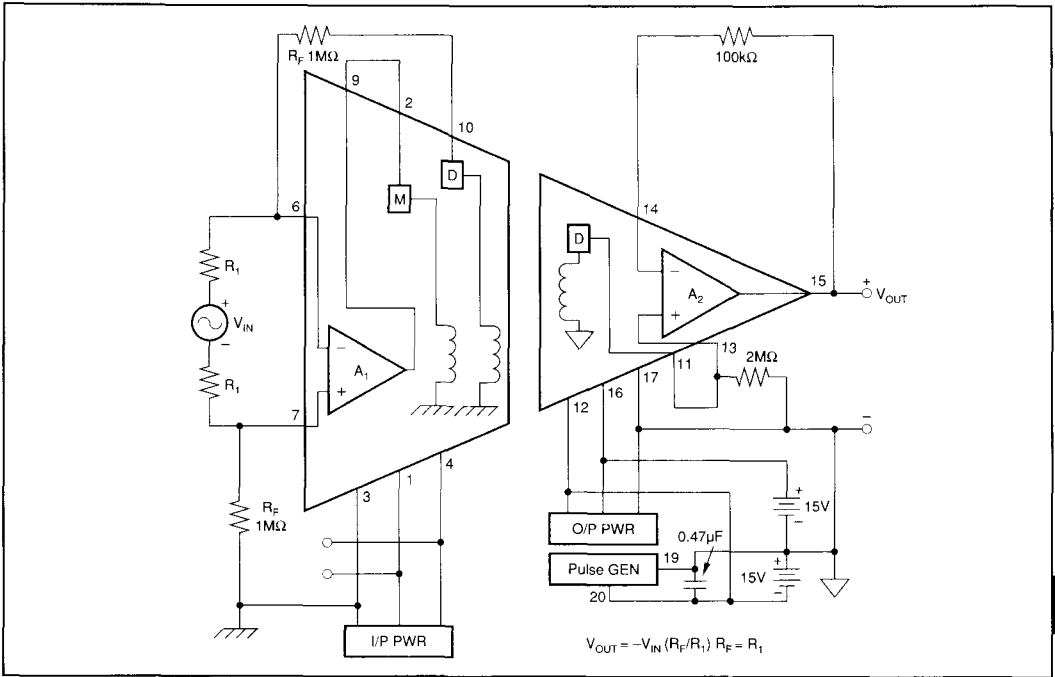 R_F 1MΩ
100kΩ
9
2
10
D
M
14
D
6
R₁
+
V_IN
−
R₁
−
A₁
+
−
A₂
+
15
+
V_OUT
7
13
11
2MΩ
17
16
12
−
4
1
3
R_F
1MΩ
+
15V
−
O/P PWR
0.47µF
Pulse GEN
19
20
+
15V
−
I/P PWR
V_OUT = −V_IN (R_F/R₁) R_F = R₁